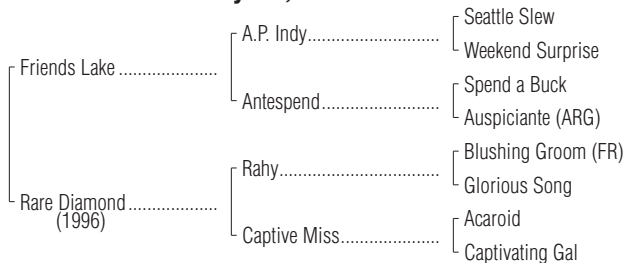 Seattle Slew
A.P. Indy
Weekend Surprise
Friends Lake
Spend a Buck
Antespend
Auspiciante (ARG)
Blushing Groom (FR)
Rahy
Glorious Song
Rare Diamond
(1996)
Acaroid
Captive Miss
Captivating Gal